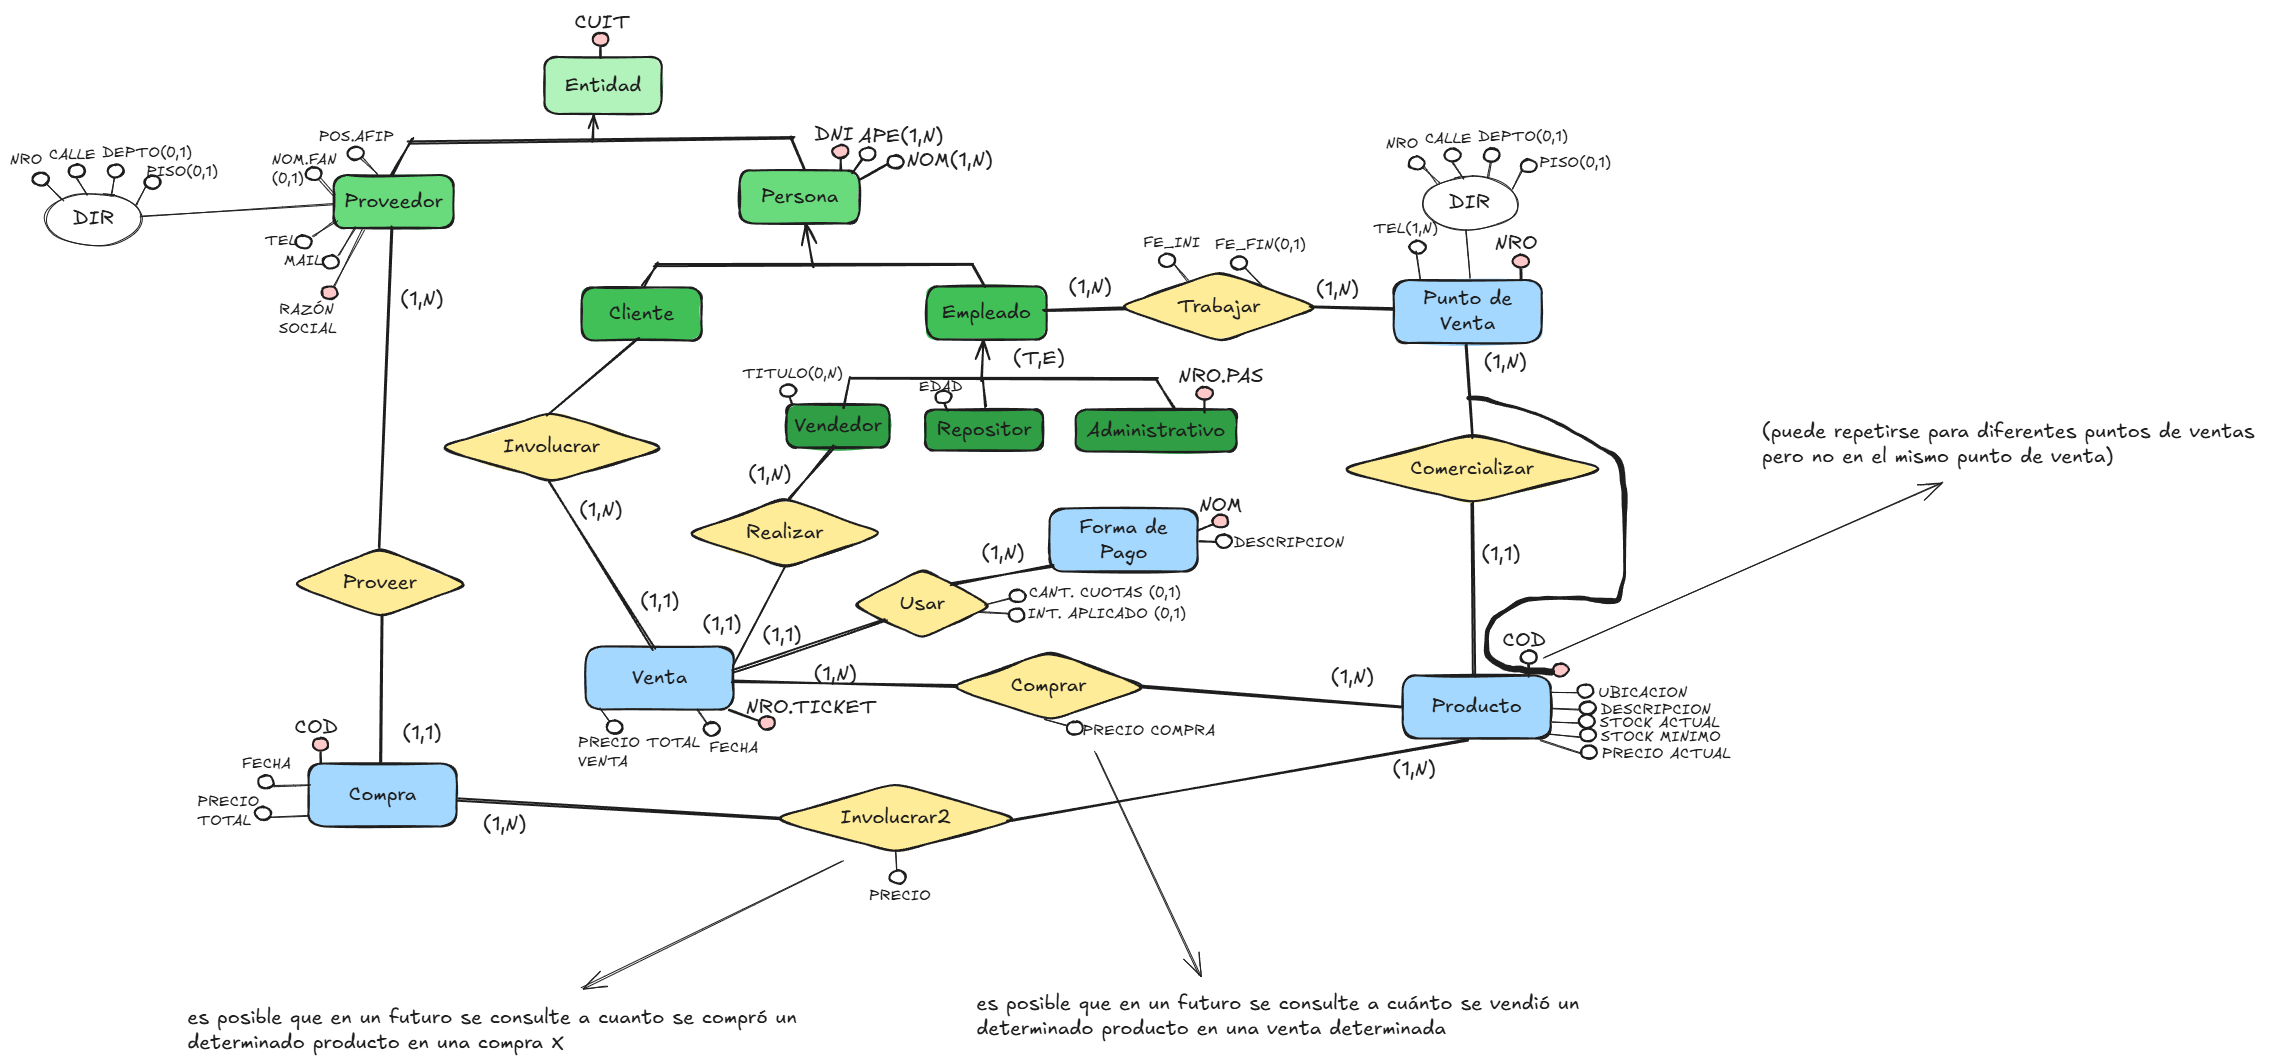 CUIT
Entidad
POS.AFIP
NOM.FAN
(0,1)
NRO CALLE DEPTO(0,1)
PISO(0,1)
DIR
Proveedor
TEL
MAIL
RAZÓN
SOCIAL
(1,N)
DNI APE(1,N)
NOM(1,N)
Persona
Cliente
Empleado
(1,N)
FE_INI
FE_FIN(0,1)
Trabajar
(1,N)
NRO CALLE DEPTO(0,1)
PISO(0,1)
DIR
TEL(1,N)
NRO
Punto de
Venta
(1,N)
(T,E)
TITULO(0,N)
EDAD
NRO.PAS
Vendedor
Repositor
Administrativo
Involucrar
(1,N)
(1,N)
Realizar
Comercializar
(puede repetirse para diferentes puntos de ventas
pero no en el mismo punto de venta)
NOM
Forma de
Pago
DESCRIPCION
(1,N)
(1,1)
Proveer
Usar
CANT. CUOTAS (0,1)
INT. APLICADO (0,1)
(1,1)
(1,1)
(1,1)
COD
Venta
(1,N)
Comprar
(1,N)
Producto
UBICACION
DESCRIPCION
STOCK ACTUAL
STOCK MINIMO
PRECIO ACTUAL
NRO.TICKET
PRECIO TOTAL
VENTA
FECHA
PRECIO COMPRA
COD
(1,1)
FECHA
PRECIO
TOTAL
Compra
(1,N)
Involucrar2
(1,N)
PRECIO
es posible que en un futuro se consulte a cuanto se compró un
determinado producto en una compra X
es posible que en un futuro se consulte a cuánto se vendió un
determinado producto en una venta determinada